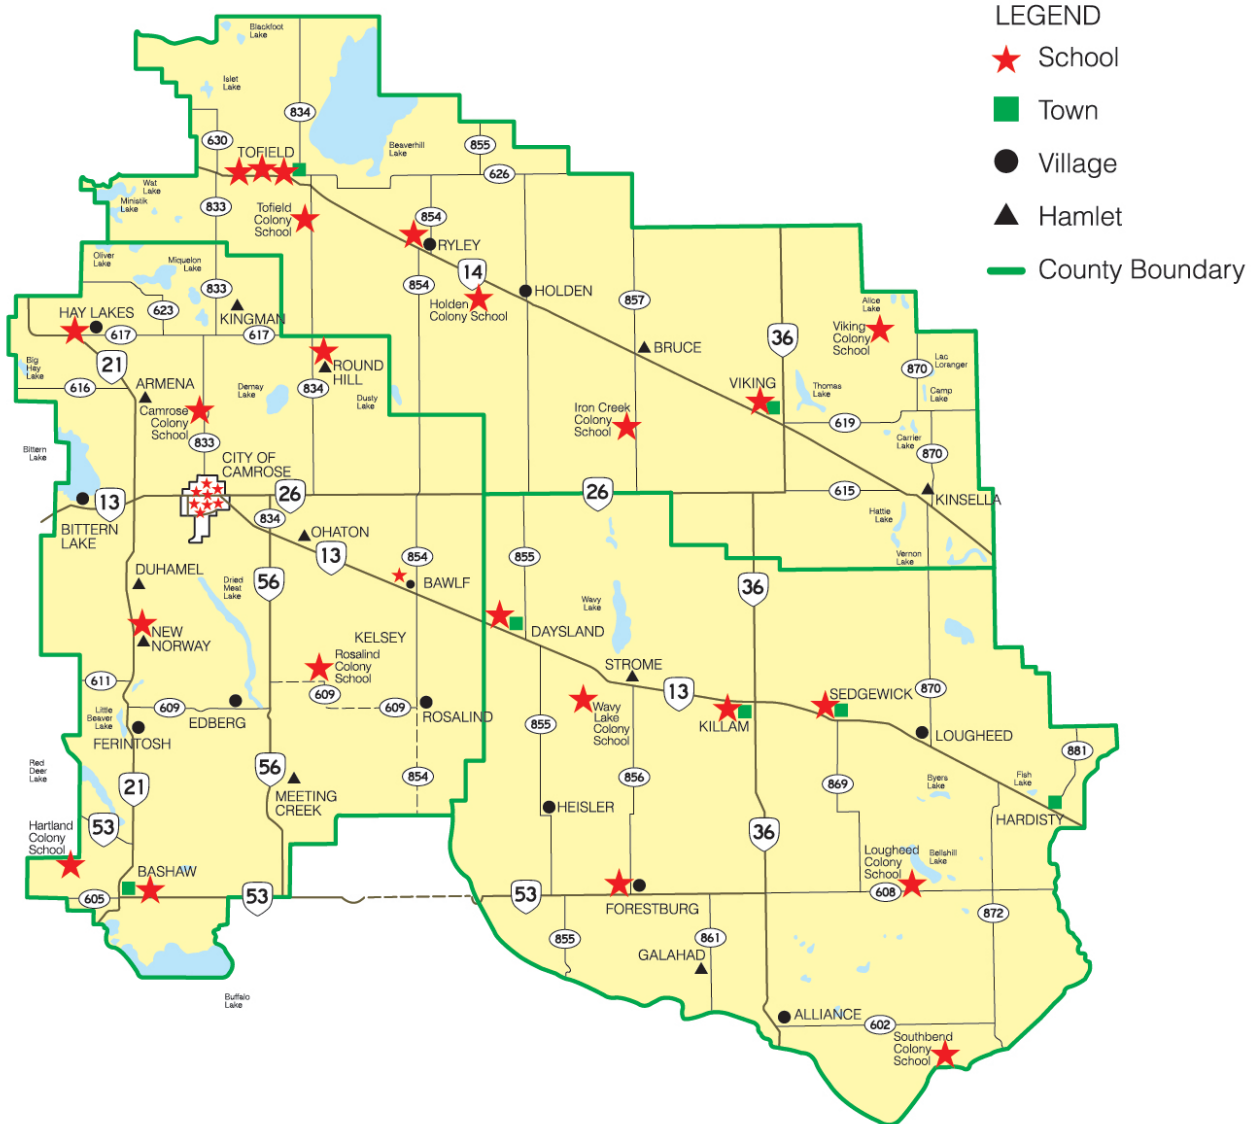 LEGEND
School
Town
Village
Hamlet
County Boundary
Blackfoot
Lake
Islet
Lake
834
630
TOFIELD
855
Beaverhill
Lake
626
Wat
Lake
Ministik
Lake
833
Tofield
Colony
School
854
RYLEY
Oliver
Lake
Miquelon
Lake
14
833
854
HOLDEN
Holden
Colony School
857
623
KINGMAN
HAY LAKES
617
617
Alice
Lake
Viking
Colony
School
36
BRUCE
21
Big
Hay
Lake
ROUND
HILL
Lac
Loranger
870
616
ARMENA
Demay
Lake
834
Dusty
Lake
VIKING
Thomas
Lake
Camp
Lake
Camrose
Colony
School
Iron Creek
Colony
School
619
833
Carrier
Lake
870
Bittern
Lake
CITY OF
CAMROSE
13
26
26
615
KINSELLA
BITTERN
LAKE
834
OHATON
Hattie
Lake
13
854
855
Vernon
Lake
DUHAMEL
Dried
Meat
Lake
56
BAWLF
36
Wavy
Lake
NEW
NORWAY
KELSEY
DAYSLAND
Rosalind
Colony
School
STROME
611
609
13
SEDGEWICK
870
609
EDBERG
609
ROSALIND
Little
Beaver
Lake
Wavy
Lake
Colony
School
KILLAM
855
FERINTOSH
LOUGHEED
881
Red
Deer
Lake
56
854
856
21
MEETING
CREEK
869
Byers
Lake
Fish
Lake
HEISLER
HARDISTY
53
36
Hartland
Colony
School
Lougheed
Colony
School
Bellshill
Lake
BASHAW
605
53
53
608
FORESTBURG
872
855
861
GALAHAD
Buffalo
Lake
ALLIANCE
602
Southbend
Colony
School